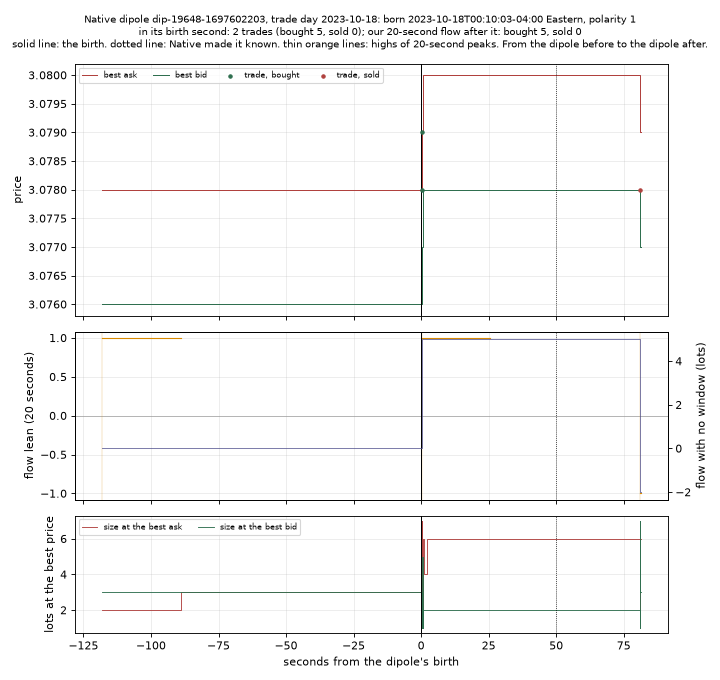 Native dipole dip-19648-1697602203, trade day 2023-10-18: born 2023-10-18T00:10:03-04:00 Eastern, polarity 1
in its birth second: 2 trades (bought 5, sold 0); our 20-second flow after it: bought 5, sold 0
solid line: the birth. dotted line: Native made it known. thin orange lines: highs of 20-second peaks. From the dipole before to the dipole after.
best ask best bid trade, bought trade, sold
3.0800
3.0795
3.0790
3.0785
3.0780
3.0775
3.0770
3.0765
3.0760
price
1.0
0.5
0.0
−0.5
−1.0
flow lean (20 seconds)
4
2
0
−2
flow with no window (lots)
size at the best ask size at the best bid
6
4
2
lots at the best price
−125 −100 −75 −50 −25 0 25 50 75
seconds from the dipole's birth